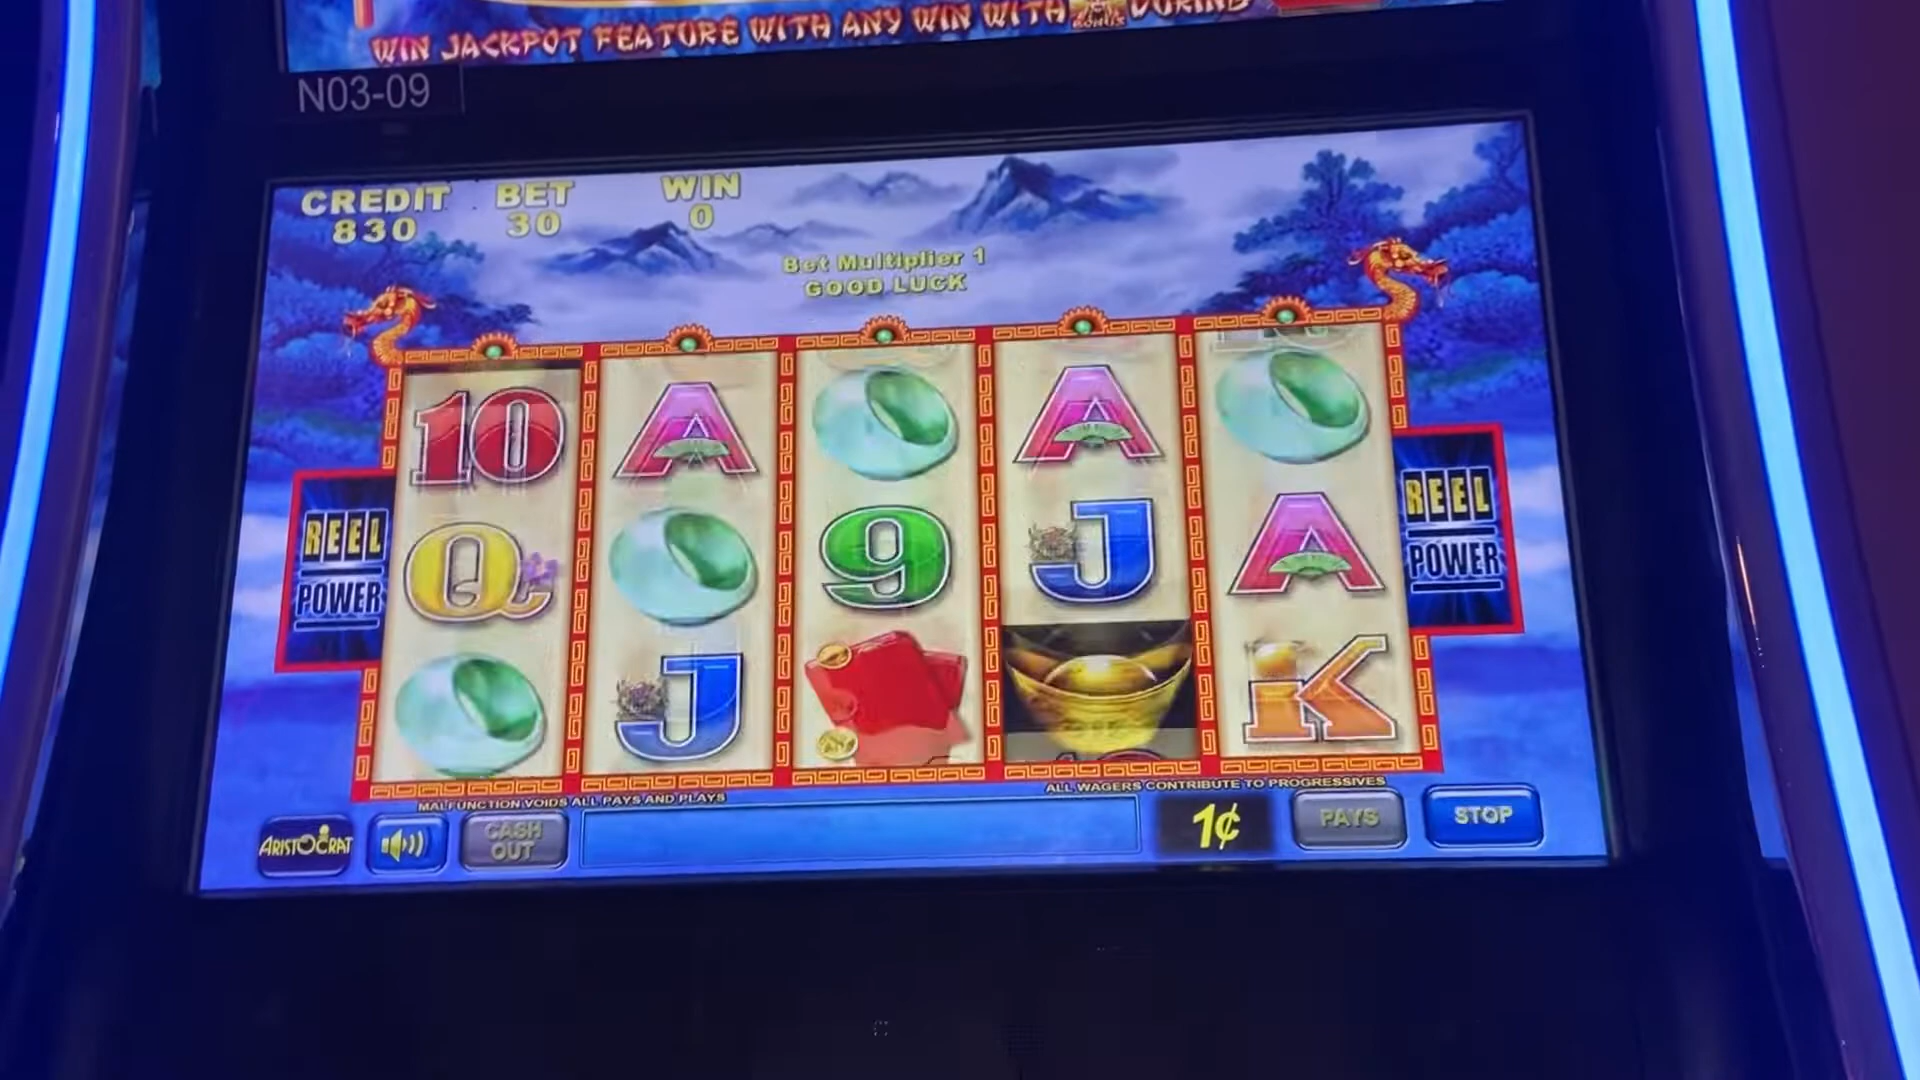 WIN JACKPOT FEATURE WITH ANY WIN WITH BONUS DURING
N03-09
CREDIT BET WIN
830 30 0
Bet Multiplier 1
GOOD LUCK
10 A A
Q 9 J A
J K
REEL POWER
REEL POWER
MALFUNCTION VOIDS ALL PAYS AND PLAYS
ALL WAGERS CONTRIBUTE TO PROGRESSIVES
ARISTOCRAT
CASH OUT
1¢
PAYS
STOP